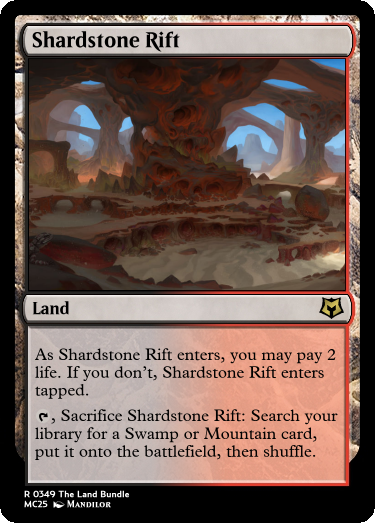 Shardstone Rift
Land
As Shardstone Rift enters, you may pay 2
life. If you don't, Shardstone Rift enters
tapped.
, Sacrifice Shardstone Rift: Search your
library for a Swamp or Mountain card,
put it onto the battlefield, then shuffle.
R 0349 The Land Bundle
MC25 Mandilor